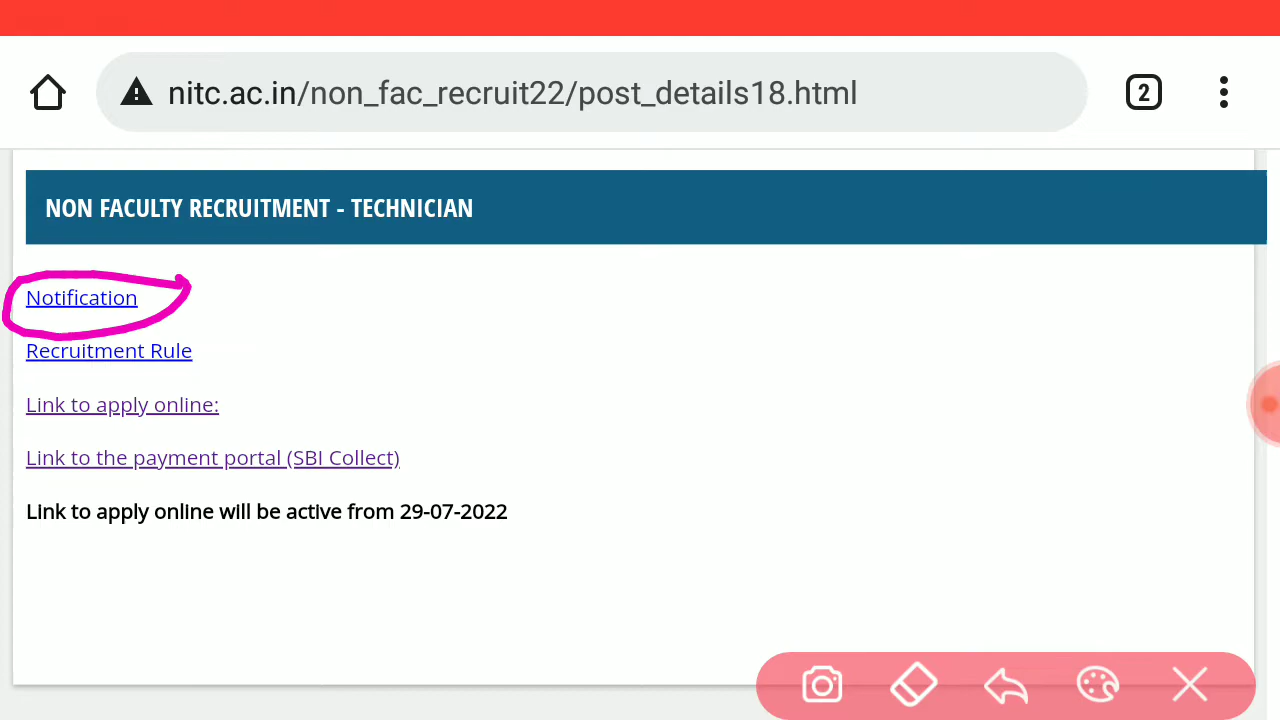 nitc.ac.in/non_fac_recruit22/post_details18.html
2
NON FACULTY RECRUITMENT - TECHNICIAN
Notification
Recruitment Rule
Link to apply online:
Link to the payment portal (SBI Collect)
Link to apply online will be active from 29-07-2022